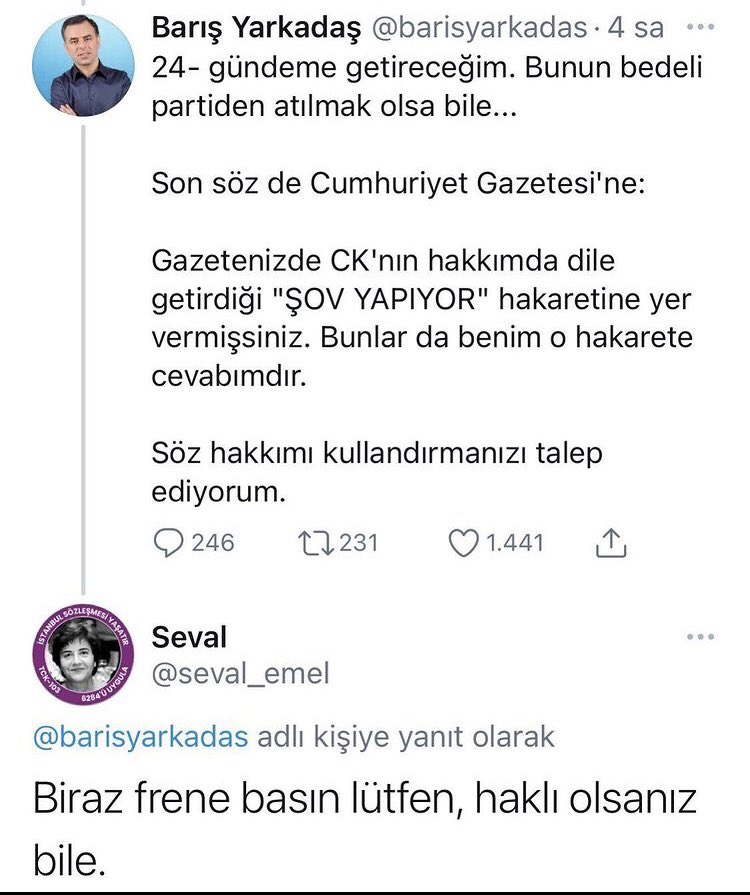 Barış Yarkadaş @barisyarkadas · 4 sa
24- gündeme getireceğim. Bunun bedeli
partiden atılmak olsa bile...
Son söz de Cumhuriyet Gazetesi'ne:
Gazetenizde CK'nın hakkımda dile
getirdiği "ŞOV YAPIYOR" hakaretine yer
vermişsiniz. Bunlar da benim o hakarete
cevabımdır.
Söz hakkımı kullandırmanızı talep
ediyorum.
246 231 1.441
İSTANBUL SÖZLEŞMESİ YAŞATIR
TCK-103
6284'Ü UYGULA
Seval
@seval_emel
@barisyarkadas adlı kişiye yanıt olarak
Biraz frene basın lütfen, haklı olsanız
bile.